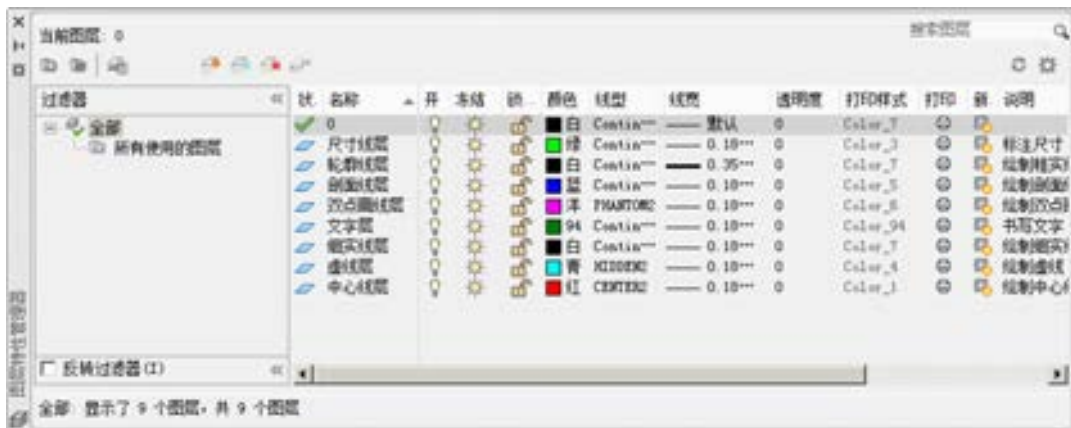 当前图层: 0
搜索图层
过滤器
全部
所有使用的图层
反转过滤器(I)
状 名称 开 冻结 锁... 颜色 线型 线宽 透明度 打印样式 打印 新 说明
0 白 Contin... 默认 0 Color_7
尺寸线层 绿 Contin... 0.18... 0 Color_3 标注尺寸
轮廓线层 白 Contin... 0.35... 0 Color_7 绘制粗实
剖面线层 蓝 Contin... 0.18... 0 Color_5 绘制剖面
双点画线层 洋 PHANTOM2 0.18... 0 Color_6 绘制双点
文字层 94 Contin... 0.18... 0 Color_94 书写文字
细实线层 白 Contin... 0.18... 0 Color_7 绘制细实
虚线层 青 HIDDEN2 0.18... 0 Color_4 绘制虚线
中心线层 红 CENTER2 0.18... 0 Color_1 绘制中心
图层特性管理器
全部: 显示了 9 个图层，共 9 个图层